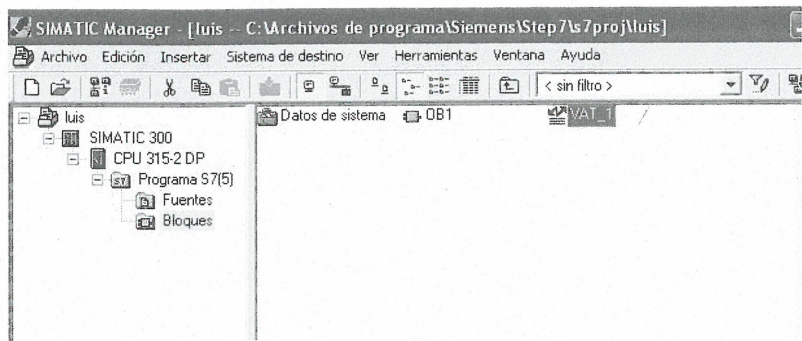 SIMATIC Manager - [luis -- C:\Archivos de programa\Siemens\Step7\s7proj\luis]
Archivo Edición Insertar Sistema de destino Ver Herramientas Ventana Ayuda
< sin filtro >
luis
SIMATIC 300
CPU 315-2 DP
Programa S7(5)
Fuentes
Bloques
Datos de sistema OB1 VAT_1